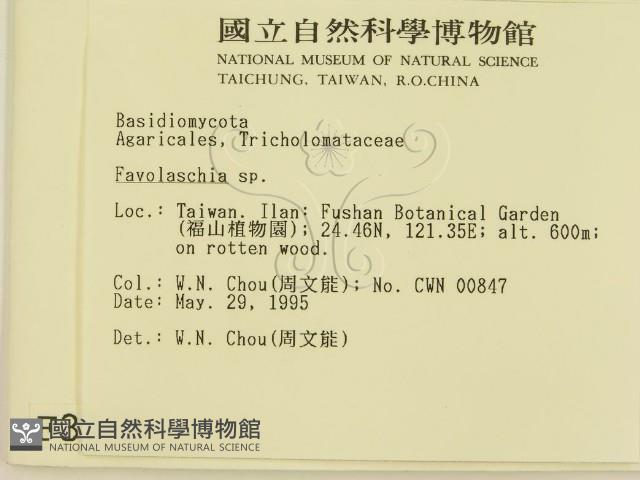 國立自然科學博物館
NATIONAL MUSEUM OF NATURAL SCIENCE
TAICHUNG, TAIWAN, R.O.CHINA
Basidiomycota
Agaricales, Tricholomataceae
Favolaschia sp.
Loc.: Taiwan. Ilan: Fushan Botanical Garden
(福山植物園); 24.46N, 121.35E; alt. 600m;
on rotten wood.
Col.: W.N. Chou(周文能); No. CWN 00847
Date: May. 29, 1995
Det.: W.N. Chou(周文能)
國立自然科學博物館
NATIONAL MUSEUM OF NATURAL SCIENCE